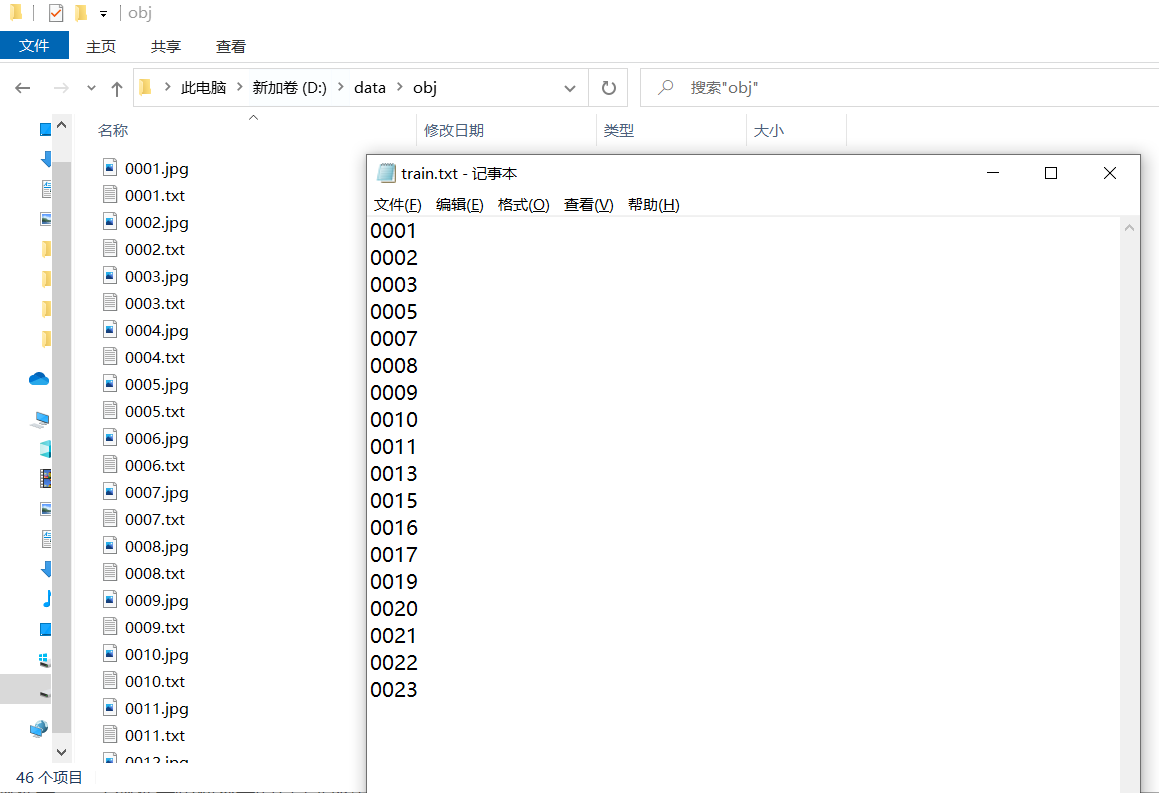 obj
文件 主页 共享 查看
此电脑 新加卷 (D:) data obj
搜索"obj"
名称 修改日期 类型 大小
0001.jpg
0001.txt
0002.jpg
0002.txt
0003.jpg
0003.txt
0004.jpg
0004.txt
0005.jpg
0005.txt
0006.jpg
0006.txt
0007.jpg
0007.txt
0008.jpg
0008.txt
0009.jpg
0009.txt
0010.jpg
0010.txt
0011.jpg
0011.txt
0012.jpg
46 个项目
train.txt - 记事本
文件(F) 编辑(E) 格式(O) 查看(V) 帮助(H)
0001
0002
0003
0005
0007
0008
0009
0010
0011
0013
0015
0016
0017
0019
0020
0021
0022
0023